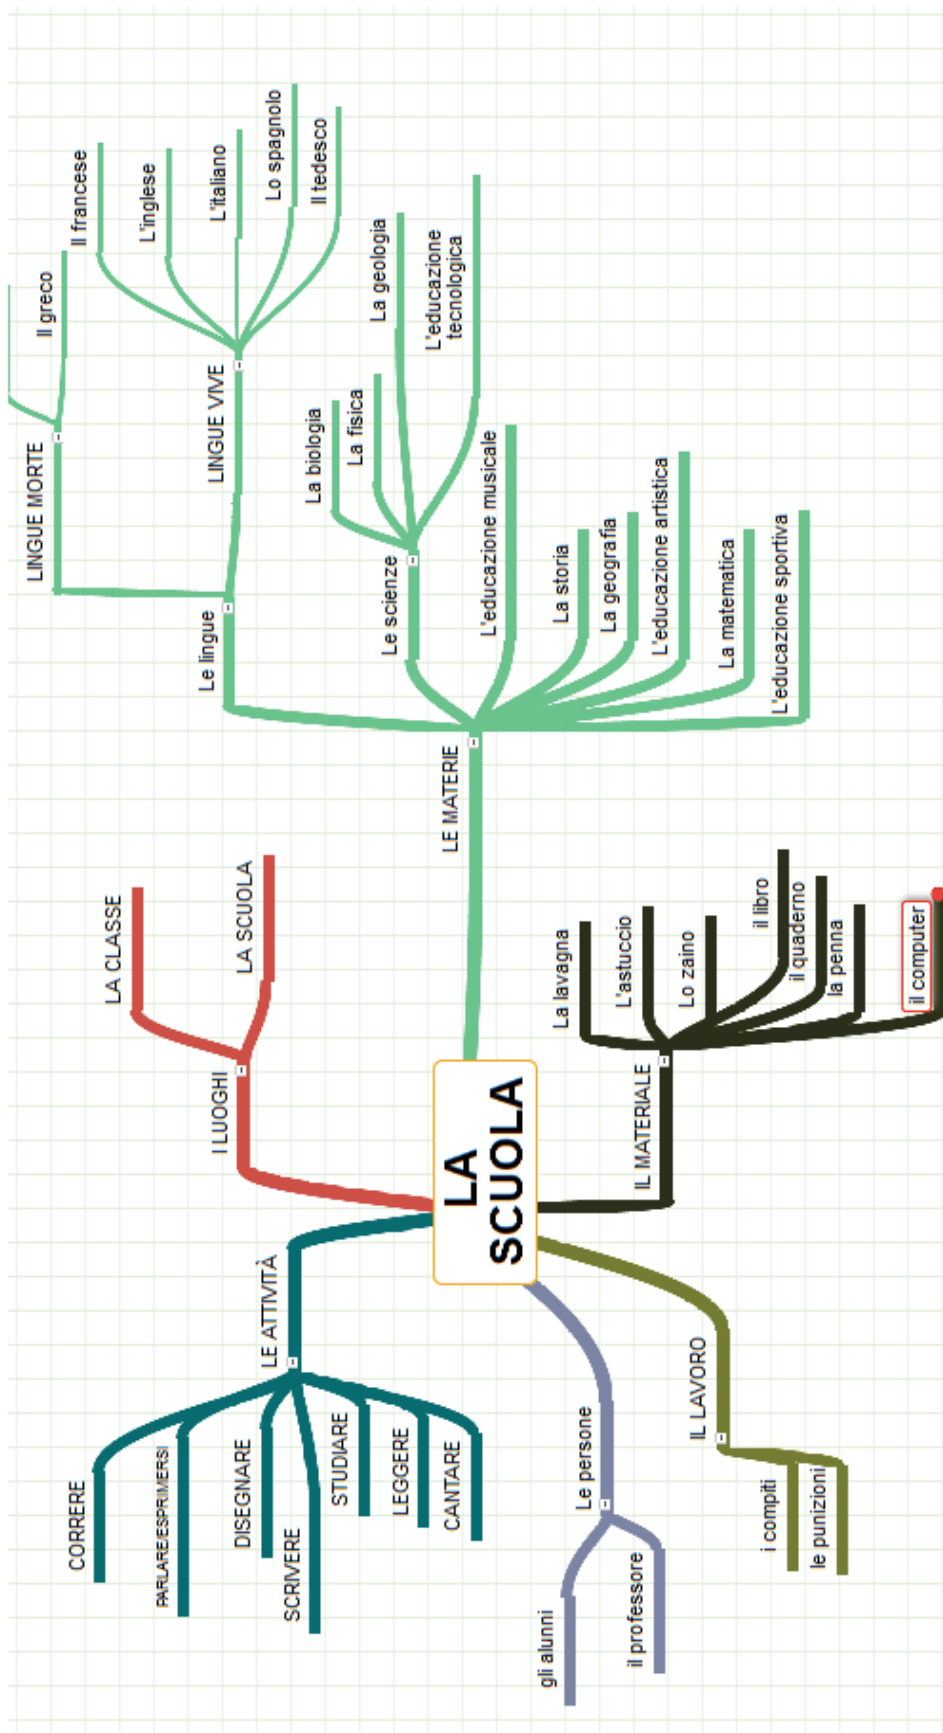 LA
SCUOLA
LE ATTIVITÀ
CORRERE
PARLARE/ESPRIMERSI
DISEGNARE
SCRIVERE
STUDIARE
LEGGERE
CANTARE
I LUOGHI
LA CLASSE
LA SCUOLA
LE MATERIE
Le lingue
LINGUE MORTE
Il greco
LINGUE VIVE
Il francese
L'inglese
L'italiano
Lo spagnolo
Il tedesco
Le scienze
La biologia
La fisica
La geologia
L'educazione
tecnologica
L'educazione musicale
La storia
La geografia
L'educazione artistica
La matematica
L'educazione sportiva
IL MATERIALE
La lavagna
L'astuccio
Lo zaino
il libro
il quaderno
la penna
il computer
IL LAVORO
i compiti
le punizioni
Le persone
gli alunni
il professore